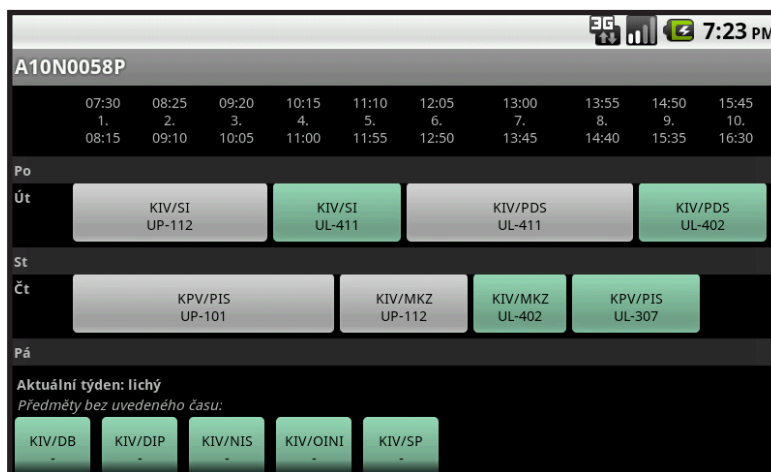 3G 7:23 PM
A10N0058P
07:30 08:25 09:20 10:15 11:10 12:05 13:00 13:55 14:50 15:45
1. 2. 3. 4. 5. 6. 7. 8. 9. 10.
08:15 09:10 10:05 11:00 11:55 12:50 13:45 14:40 15:35 16:30
Po
Út
KIV/SI KIV/SI KIV/PDS KIV/PDS
UP-112 UL-411 UL-411 UL-402
St
Čt
KPV/PIS KIV/MKZ KIV/MKZ KPV/PIS
UP-101 UP-112 UL-402 UL-307
Pá
Aktuální týden: lichý
Předměty bez uvedeného času:
KIV/DB KIV/DIP KIV/NIS KIV/OINI KIV/SP
- - - - -